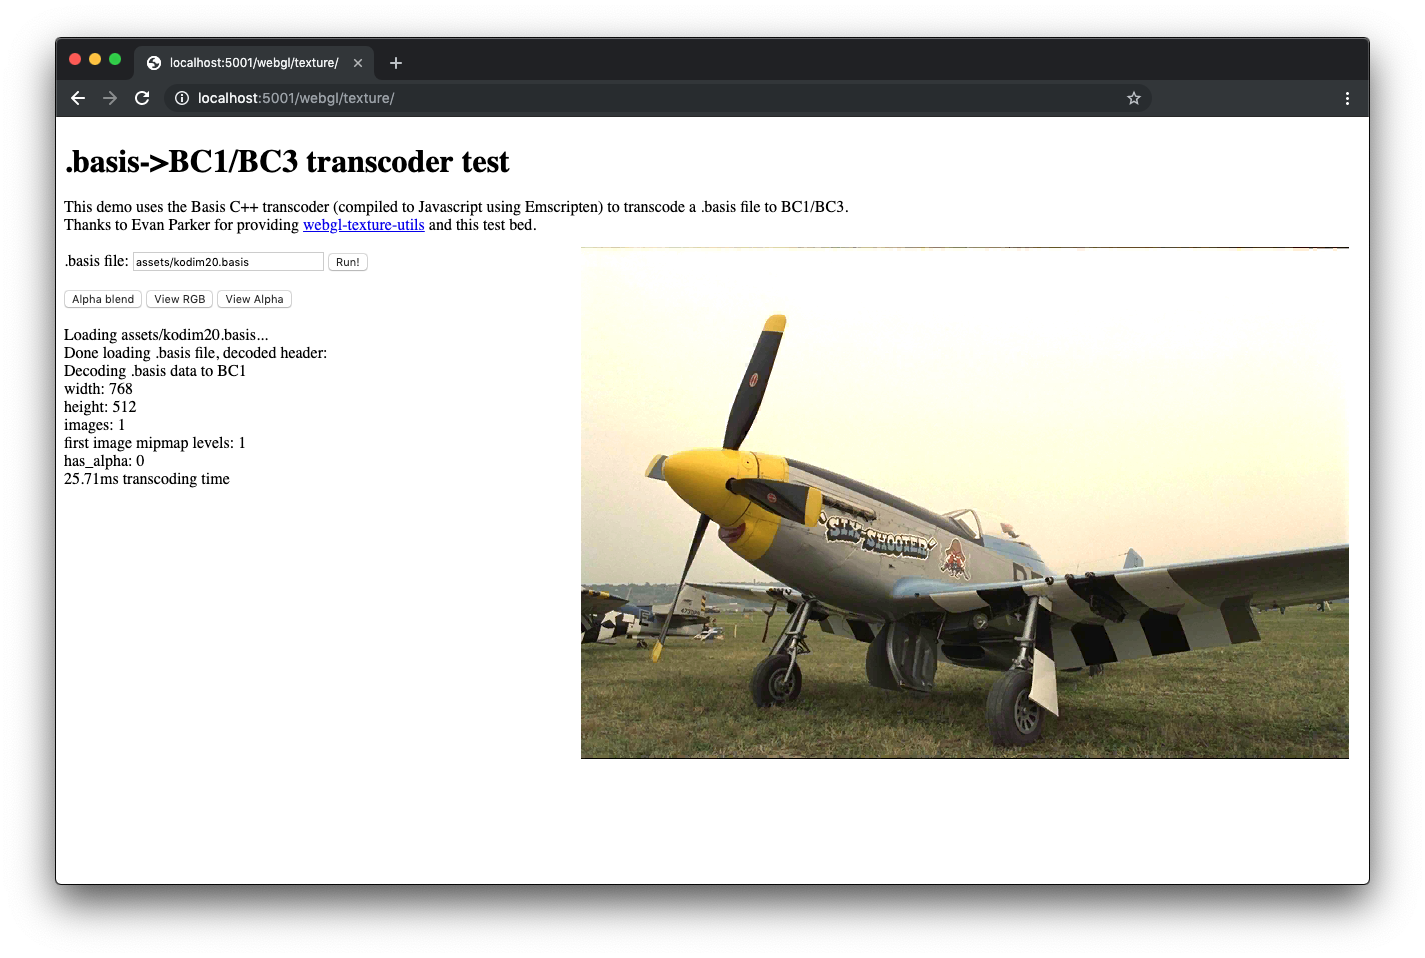 localhost:5001/webgl/texture/
localhost:5001/webgl/texture/
.basis->BC1/BC3 transcoder test
This demo uses the Basis C++ transcoder (compiled to Javascript using Emscripten) to transcode a .basis file to BC1/BC3.
Thanks to Evan Parker for providing webgl-texture-utils and this test bed.
.basis file: assets/kodim20.basis Run!
Alpha blend View RGB View Alpha
Loading assets/kodim20.basis...
Done loading .basis file, decoded header:
Decoding .basis data to BC1
width: 768
height: 512
images: 1
first image mipmap levels: 1
has_alpha: 0
25.71ms transcoding time
"SIX-SHOOTER"